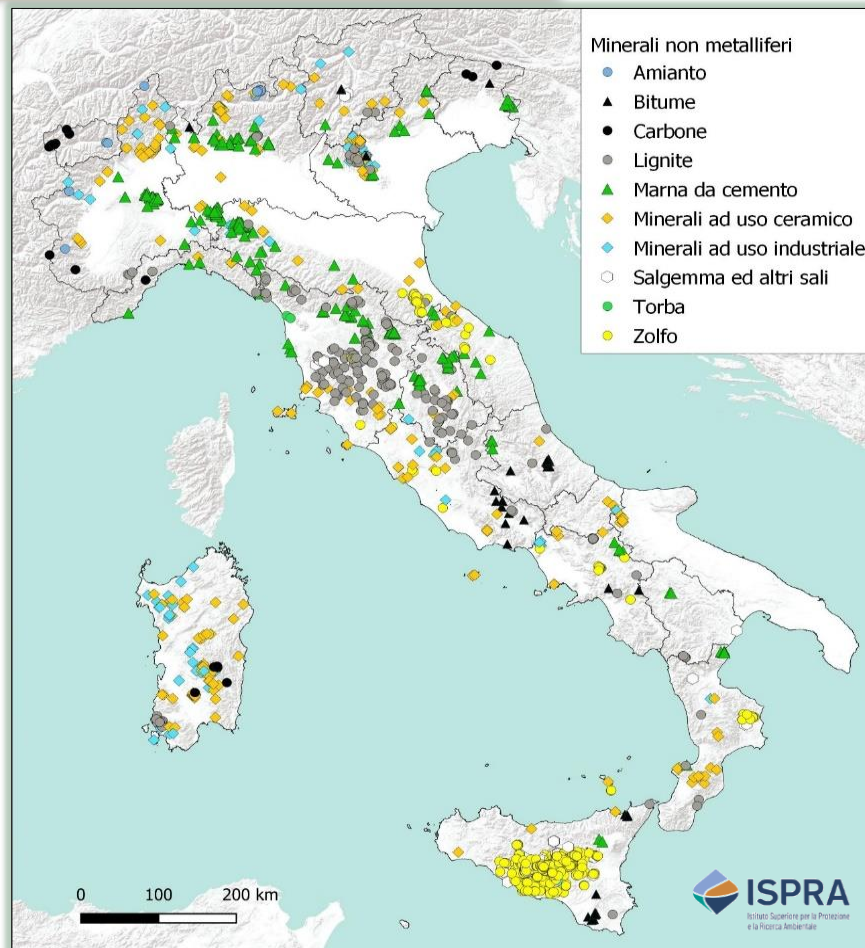 Minerali non metalliferi
Amianto
Bitume
Carbone
Lignite
Marna da cemento
Minerali ad uso ceramico
Minerali ad uso industriale
Salgemma ed altri sali
Torba
Zolfo
0 100 200 km
ISPRA
Istituto Superiore per la Protezione
e la Ricerca Ambientale